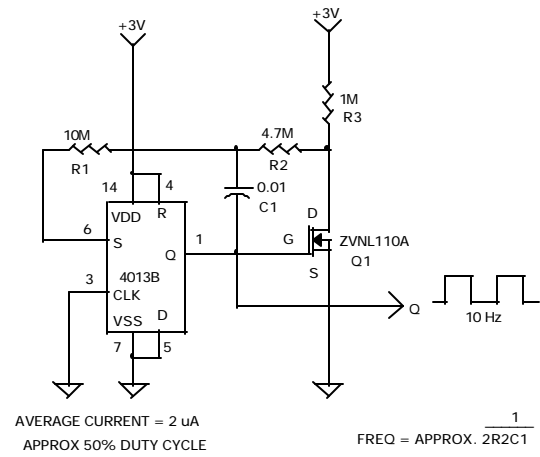 +3V
+3V
1M
R3
10M
R1
4.7M
R2
14
4
0.01
C1
VDD
R
6
S
Q
1
D
G
ZVNL110A
Q1
S
3
4013B
CLK
Q
10 Hz
VSS
D
7
5
AVERAGE CURRENT = 2 uA
APPROX 50% DUTY CYCLE
1
FREQ = APPROX. 2R2C1